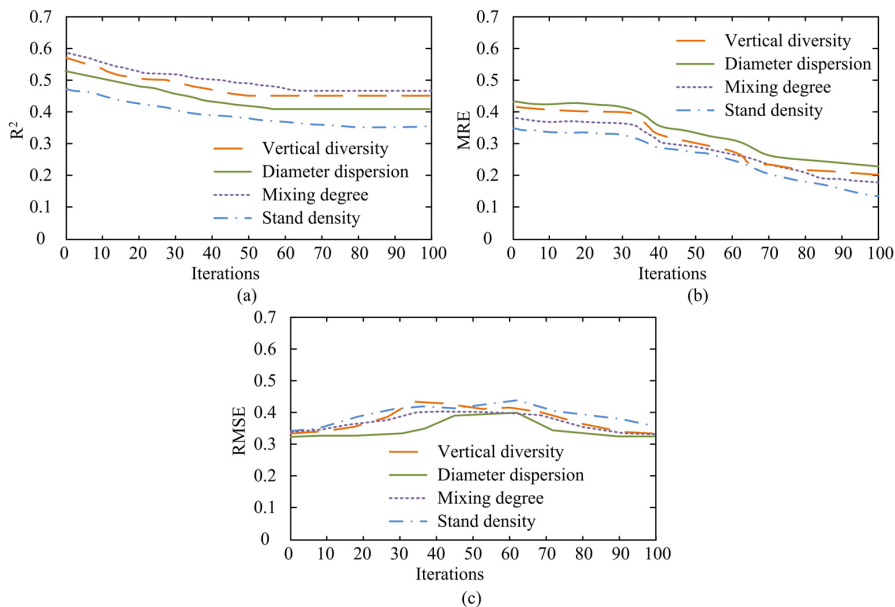 0.7
0.6
0.5
0.4
0.3
0.2
0.1
0
R²
Vertical diversity
Diameter dispersion
Mixing degree
Stand density
0 10 20 30 40 50 60 70 80 90 100
Iterations
(a)
0.7
0.6
0.5
0.4
0.3
0.2
0.1
0
MRE
Vertical diversity
Diameter dispersion
Mixing degree
Stand density
0 10 20 30 40 50 60 70 80 90 100
Iterations
(b)
0.7
0.6
0.5
0.4
0.3
0.2
0.1
0
RMSE
Vertical diversity
Diameter dispersion
Mixing degree
Stand density
0 10 20 30 40 50 60 70 80 90 100
Iterations
(c)